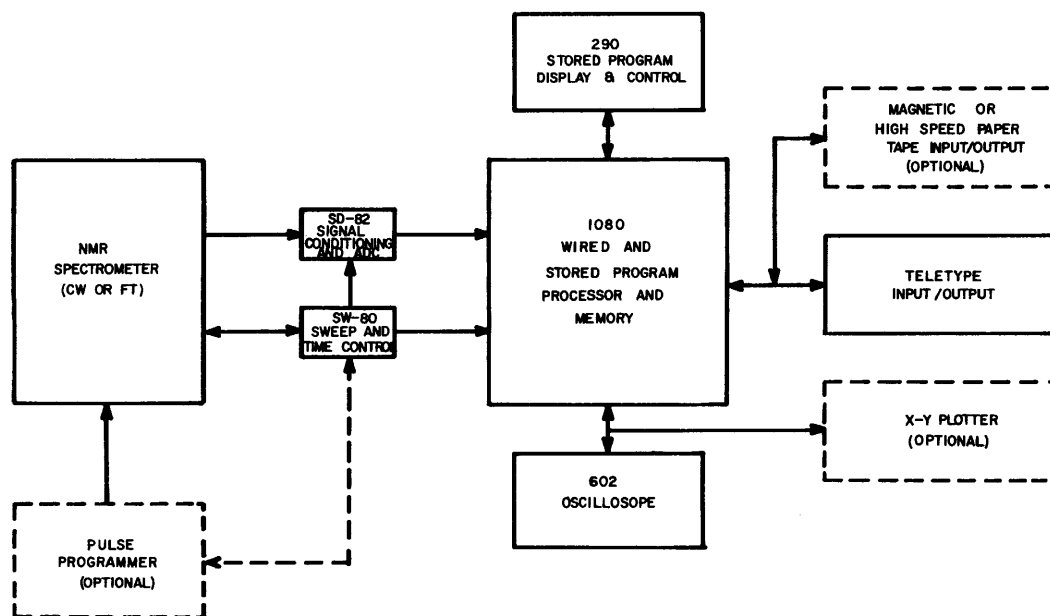 290
STORED PROGRAM
DISPLAY & CONTROL
MAGNETIC OR
HIGH SPEED PAPER
TAPE INPUT/OUTPUT
(OPTIONAL)
NMR
SPECTROMETER
(CW OR FT)
SD-82
SIGNAL
CONDITIONING
AND ADC
SW-80
SWEEP AND
TIME CONTROL
1080
WIRED AND
STORED PROGRAM
PROCESSOR AND
MEMORY
TELETYPE
INPUT/OUTPUT
X-Y PLOTTER
(OPTIONAL)
602
OSCILLOSOPE
PULSE
PROGRAMMER
(OPTIONAL)